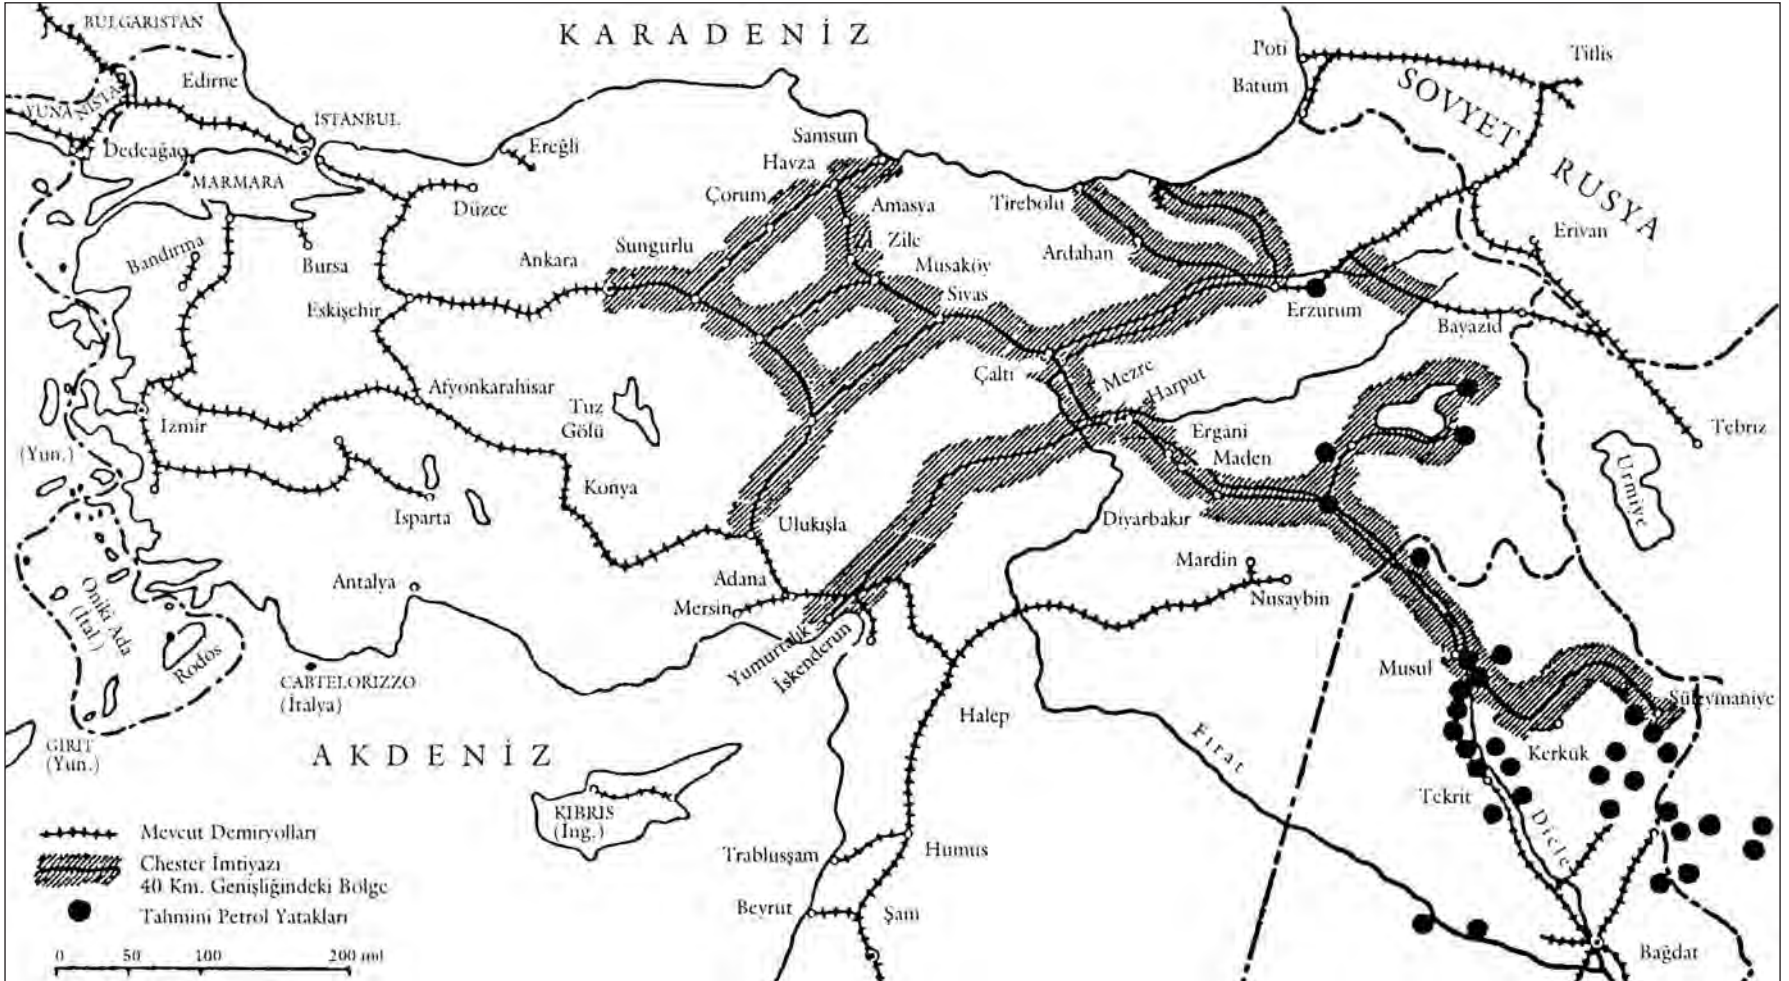 BULGARISTAN
KARADENİZ
Poti
Tiflis
Batum
SOVYET RUSYA
Edirne
YUNANİSTAN
İSTANBUL
Dedeağaç
Ereğli
Samsun
Havza
MARMARA
Çorum
Amasya
Tirebolu
Düzce
Zile
Erivan
Bandırma
Bursa
Ankara
Sungurlu
Musaköy
Ardahan
Sivas
Eskişehir
Erzurum
Bayazid
Çaltı
Mezre
Harput
Afyonkarahisar
Tuz
Gölü
İzmir
Ergani
Tebriz
(Yun.)
Maden
Urmiye
Konya
Isparta
Ulukışla
Diyarbakır
Antalya
Adana
Mardin
Mersin
Nusaybin
Oniki Ada
(İtal.)
Rodos
Yumurtalık
İskenderun
Musul
CABTELORIZZO
(İtalya)
Süleymaniye
Halep
GİRİT
(Yun.)
AKDENİZ
Fırat
Kerkük
Tekrit
KIBRIS
(İng.)
Dicle
Mevcut Demiryolları
Chester İmtiyazı
40 Km. Genişliğindeki Bölge
Tahmini Petrol Yatakları
Trablusşam
Humus
Beyrut
Şam
Bağdat
0 50 100 200 mil